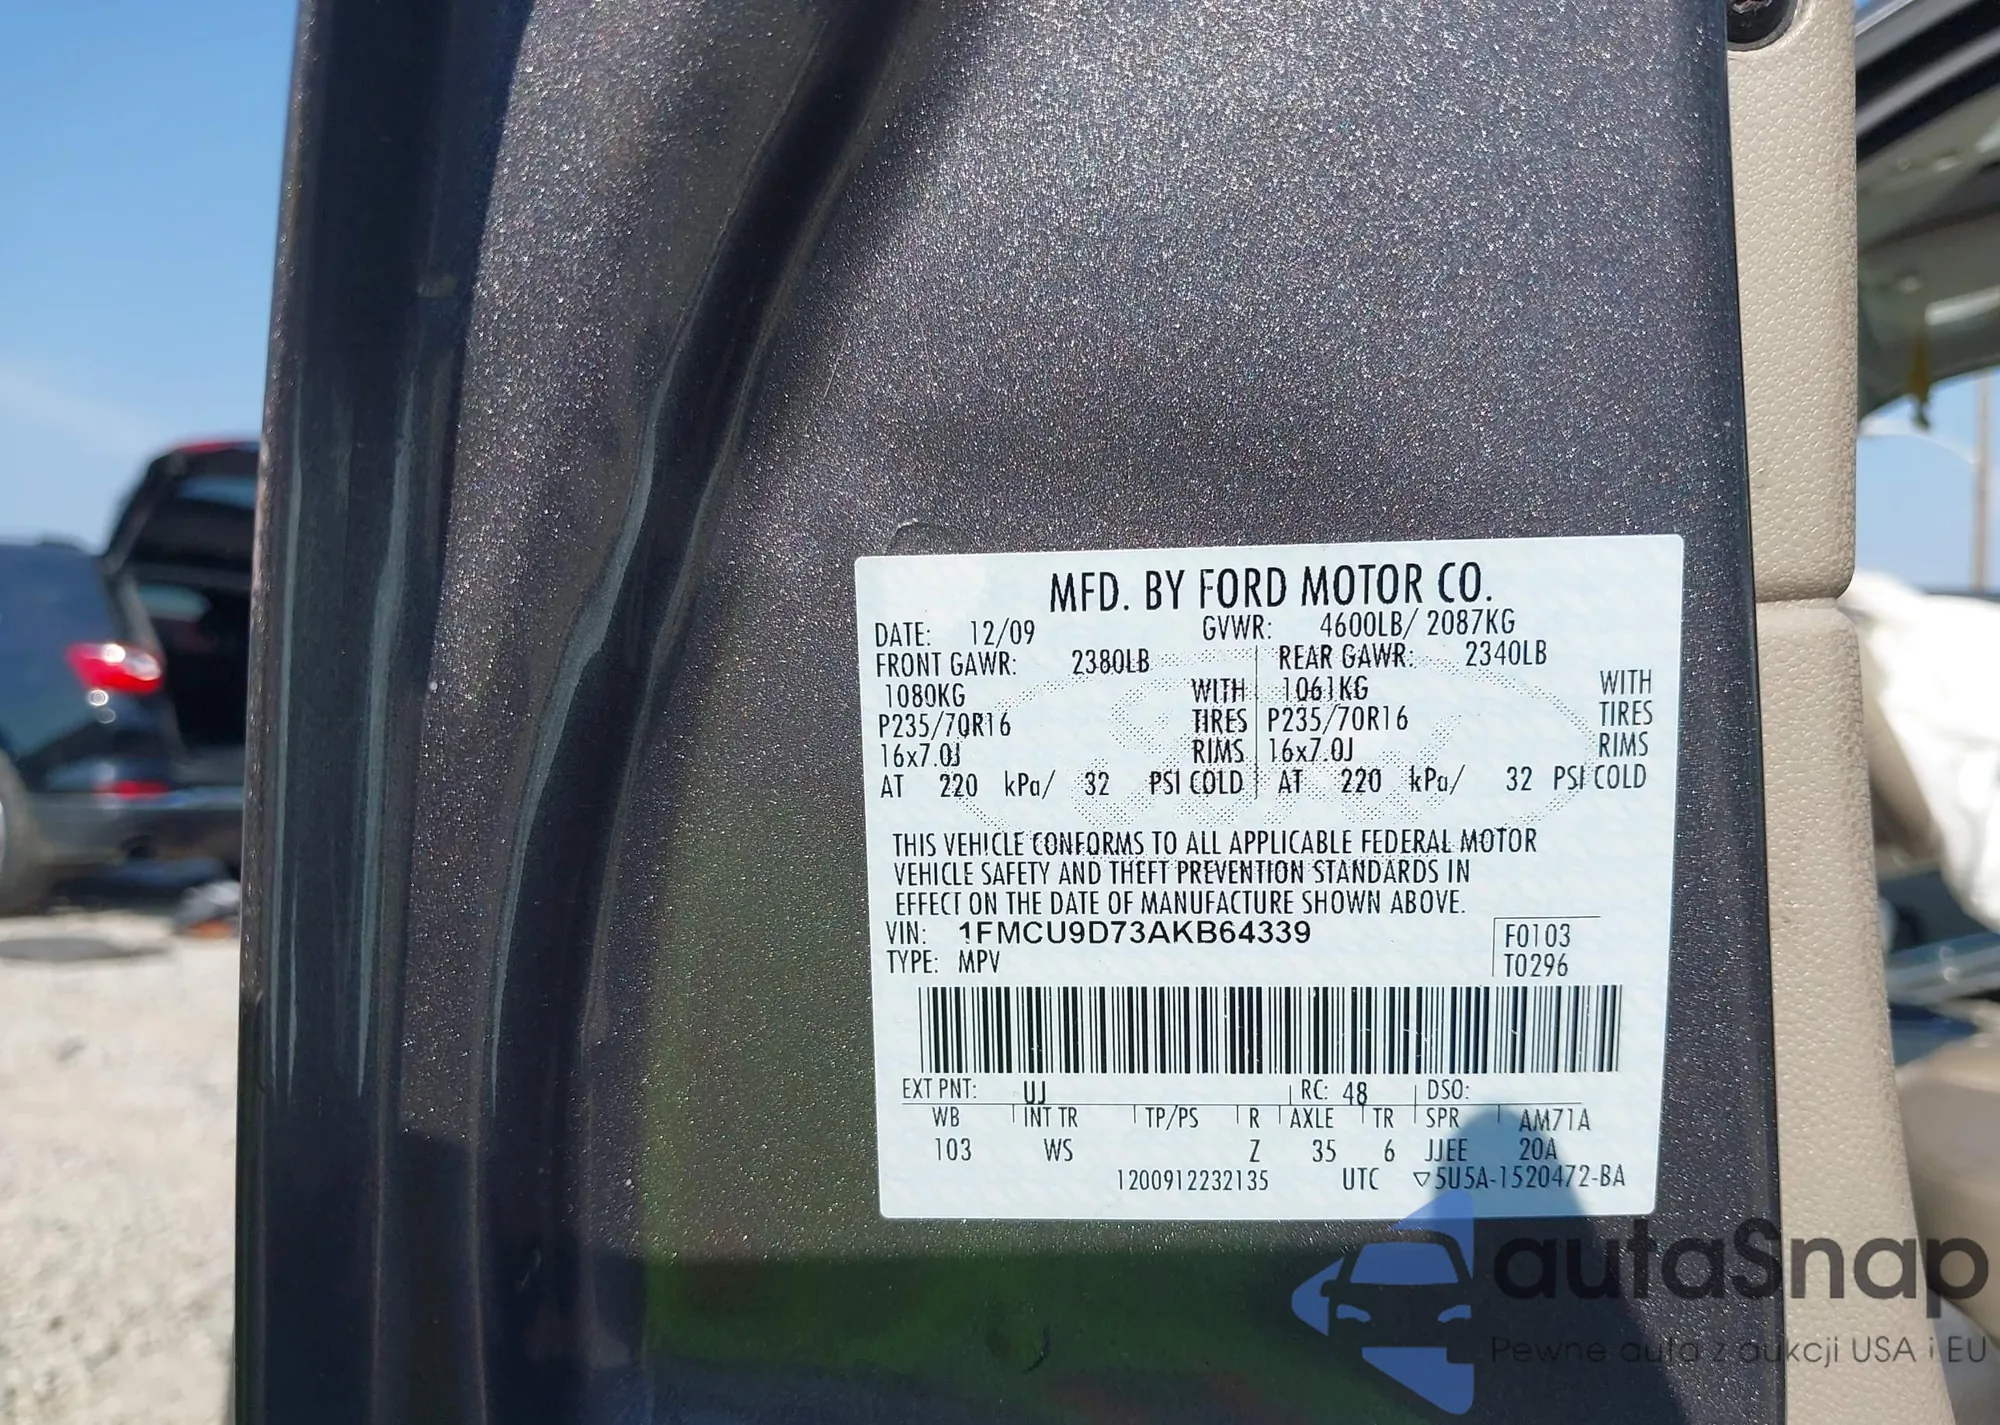 MFD. BY FORD MOTOR CO.
DATE: 12/09 GVWR: 4600LB/ 2087KG
FRONT GAWR: 2380LB REAR GAWR: 2340LB
1080KG WITH 1061KG WITH
P235/70R16 TIRES P235/70R16 TIRES
16x7.0J RIMS 16x7.0J RIMS
AT 220 kPa/ 32 PSI COLD AT 220 kPa/ 32 PSI COLD
THIS VEHICLE CONFORMS TO ALL APPLICABLE FEDERAL MOTOR
VEHICLE SAFETY AND THEFT PREVENTION STANDARDS IN
EFFECT ON THE DATE OF MANUFACTURE SHOWN ABOVE.
VIN: 1FMCU9D73AKB64339 F0103
TYPE: MPV T0296
EXT PNT: UJ RC: 48 DSO:
WB INT TR TP/PS R AXLE TR SPR AM71A
103 WS Z 35 6 JJEE 20A
1200912232135 UTC ▽5U5A-1520472-BA
autaSnap
Pewne auta z aukcji USA i EU